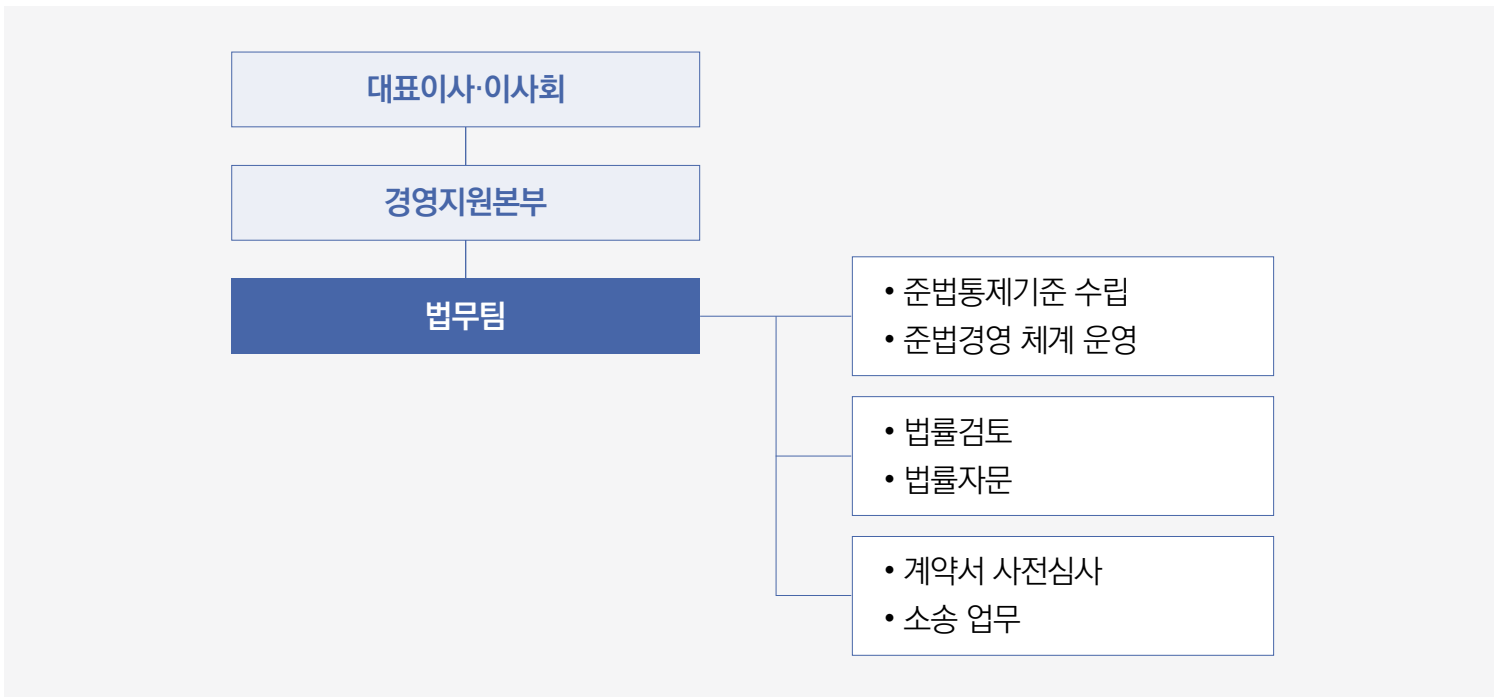 대표이사·이사회
경영지원본부
법무팀
• 준법통제기준 수립
• 준법경영 체계 운영
• 법률검토
• 법률자문
• 계약서 사전심사
• 소송 업무